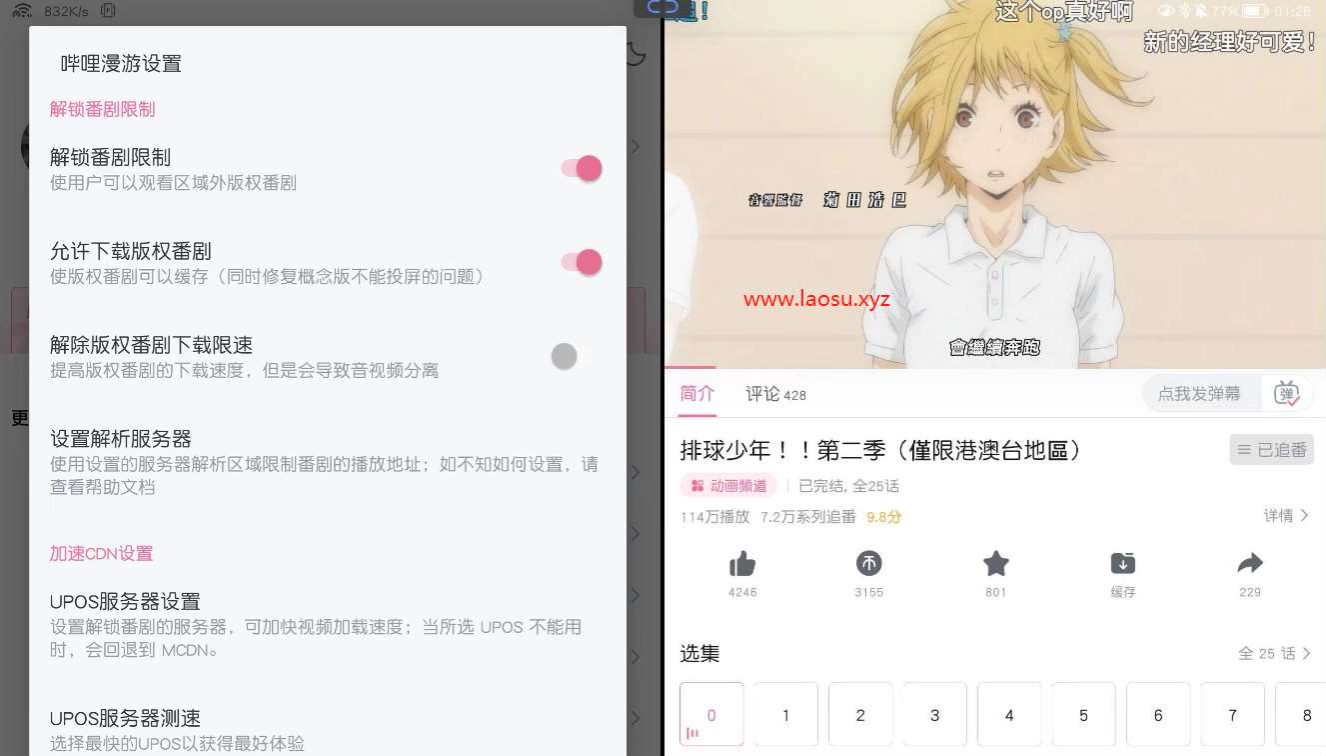 832K/s
哔哩漫游设置
解锁番剧限制
解锁番剧限制
使用户可以观看区域外版权番剧
允许下载版权番剧
使版权番剧可以缓存（同时修复概念版不能投屏的问题）
解除版权番剧下载限速
提高版权番剧的下载速度，但是会导致音视频分离
设置解析服务器
使用设置的服务器解析区域限制番剧的播放地址；如不知如何设置，请
查看帮助文档
加速CDN设置
UPOS服务器设置
设置解锁番剧的服务器，可加快视频加载速度；当所选 UPOS 不能用
时，会回退到 MCDN。
UPOS服务器测速
选择最快的UPOS以获得最好体验
更
这个op真好啊
77% 01:26
新的经理好可爱！
音響監督 菊田浩巳
www.laosu.xyz
會繼續奔跑
简介 评论 428 点我发弹幕 弹
排球少年！！第二季（僅限港澳台地區） 已追番
动画频道 已完结, 全25话
114万播放 7.2万系列追番 9.8分 详情
4246 3155 801 缓存 229
选集 全 25 话
0 1 2 3 4 5 6 7 8